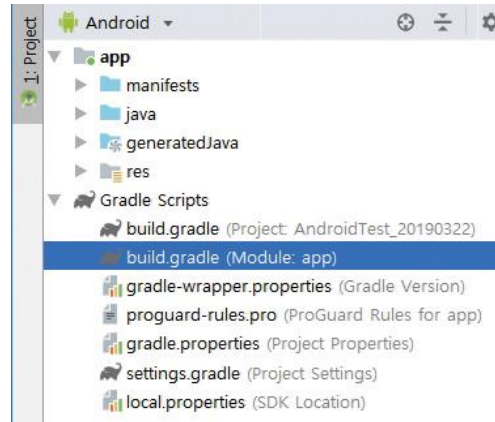 1: Project
Android
app
manifests
java
generatedJava
res
Gradle Scripts
build.gradle (Project: AndroidTest_20190322)
build.gradle (Module: app)
gradle-wrapper.properties (Gradle Version)
proguard-rules.pro (ProGuard Rules for app)
gradle.properties (Project Properties)
settings.gradle (Project Settings)
local.properties (SDK Location)